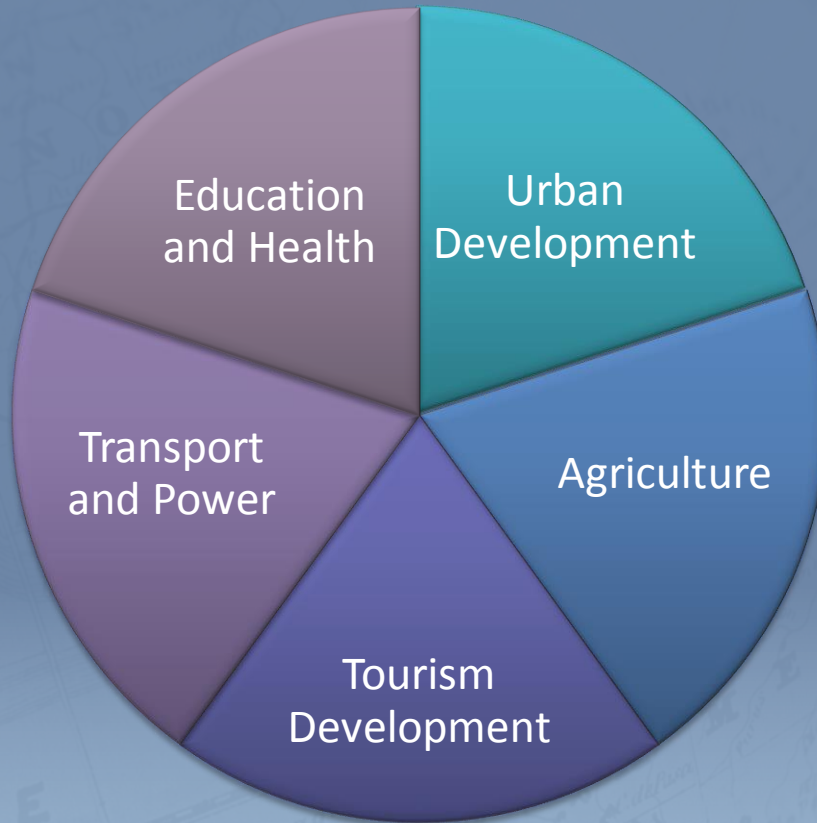 Education
and Health
Urban
Development
Transport
and Power
Agriculture
Tourism
Development